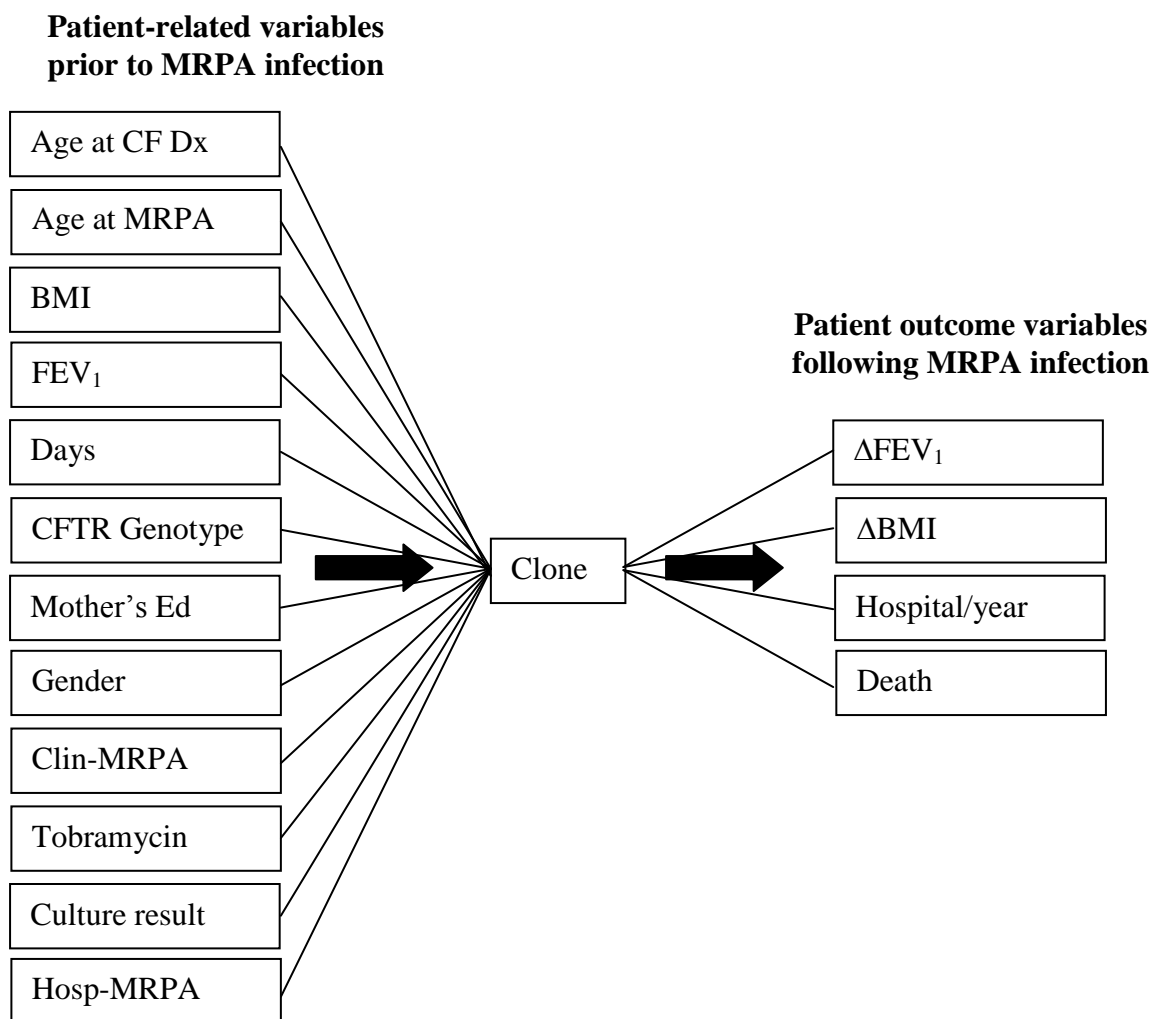 Patient-related variables
prior to MRPA infection
Age at CF Dx
Age at MRPA
BMI
FEV₁
Days
CFTR Genotype
Mother’s Ed
Gender
Clin-MRPA
Tobramycin
Culture result
Hosp-MRPA
Clone
Patient outcome variables
following MRPA infection
ΔFEV₁
ΔBMI
Hospital/year
Death